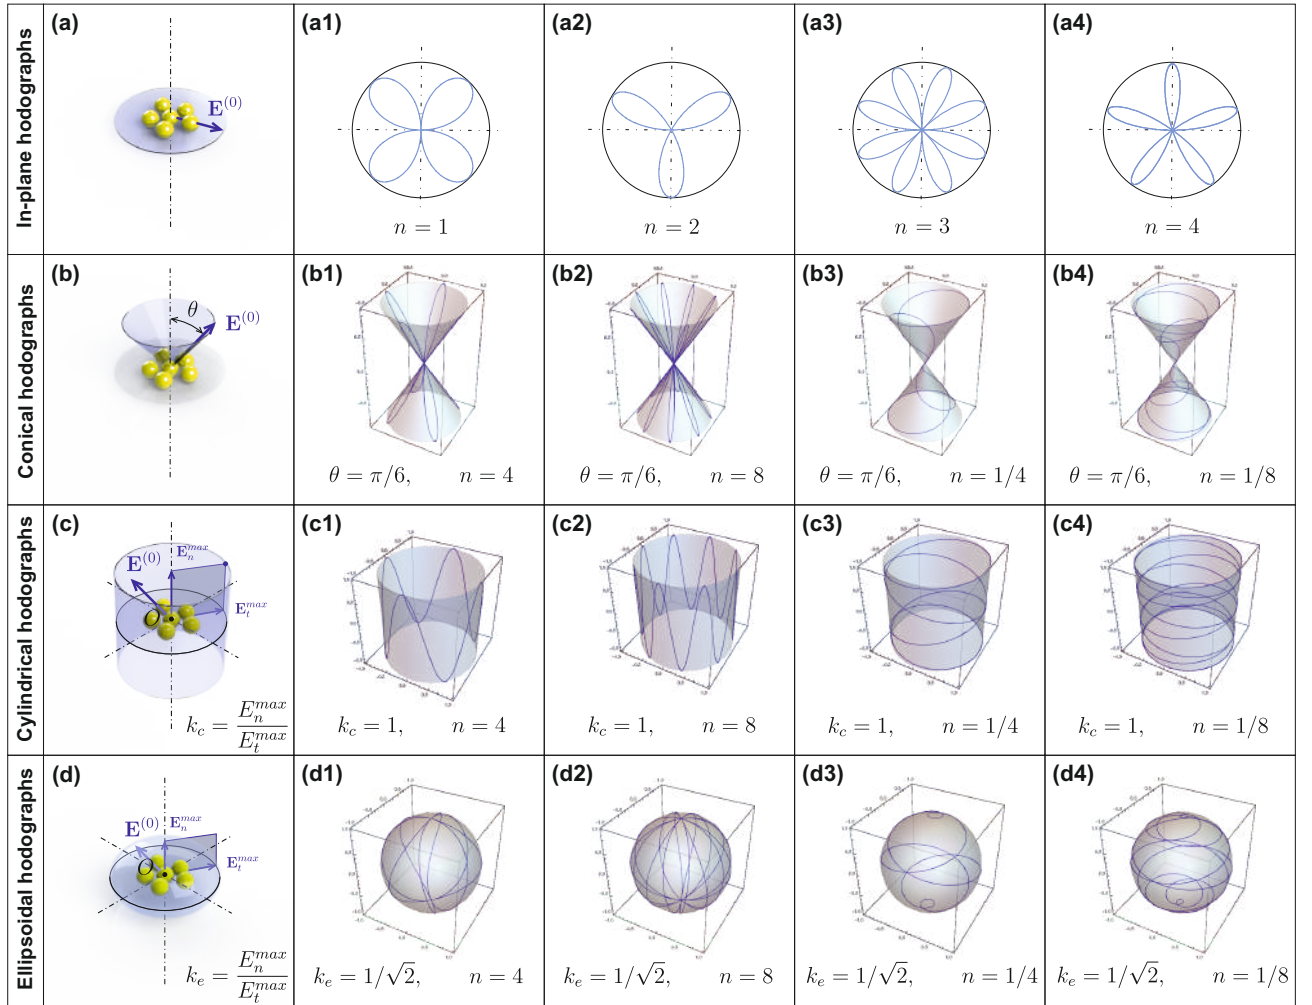 In-plane hodographs
(a)
E^{(0)}
(a1)
n = 1
(a2)
n = 2
(a3)
n = 3
(a4)
n = 4
Conical hodographs
(b)
θ
E^{(0)}
(b1)
θ = π/6, n = 4
(b2)
θ = π/6, n = 8
(b3)
θ = π/6, n = 1/4
(b4)
θ = π/6, n = 1/8
Cylindrical hodographs
(c)
E^{(0)}
E_n^{max}
E_t^{max}
k_c = \frac{E_n^{max}}{E_t^{max}}
(c1)
k_c = 1, n = 4
(c2)
k_c = 1, n = 8
(c3)
k_c = 1, n = 1/4
(c4)
k_c = 1, n = 1/8
Ellipsoidal hodographs
(d)
E^{(0)}
E_n^{max}
E_t^{max}
k_e = \frac{E_n^{max}}{E_t^{max}}
(d1)
k_e = 1/√2, n = 4
(d2)
k_e = 1/√2, n = 8
(d3)
k_e = 1/√2, n = 1/4
(d4)
k_e = 1/√2, n = 1/8